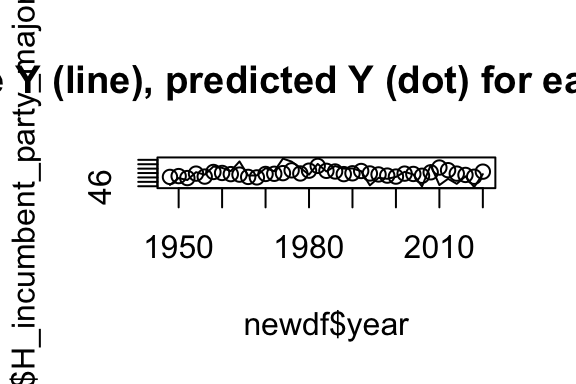 e Y (line), predicted Y (dot) for ea
$H_incumbent_party_major
46
1950 1980 2010
newdf$year